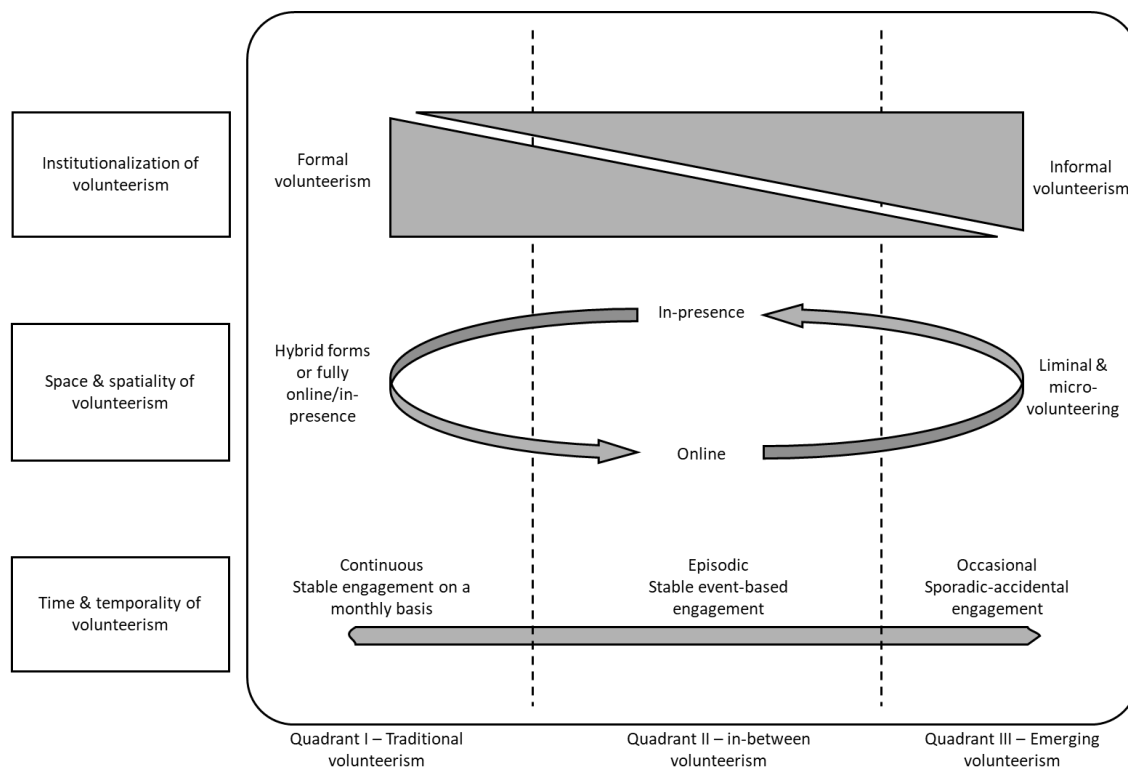 Institutionalization of
volunteerism
Formal
volunteerism
Informal
volunteerism
Space & spatiality of
volunteerism
Hybrid forms
or fully
online/in-
presence
In-presence
Online
Liminal &
micro-
volunteering
Time & temporality of
volunteerism
Continuous
Stable engagement on a
monthly basis
Episodic
Stable event-based
engagement
Occasional
Sporadic-accidental
engagement
Quadrant I – Traditional
volunteerism
Quadrant II – in-between
volunteerism
Quadrant III – Emerging
volunteerism